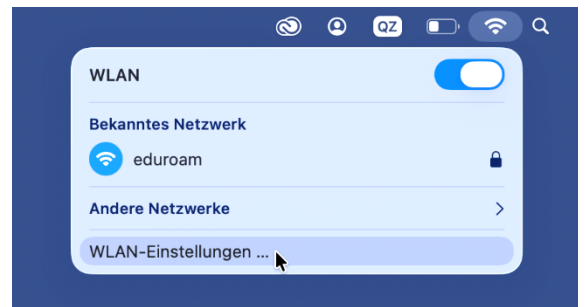 QZ
WLAN
Bekanntes Netzwerk
eduroam
Andere Netzwerke
WLAN-Einstellungen ...